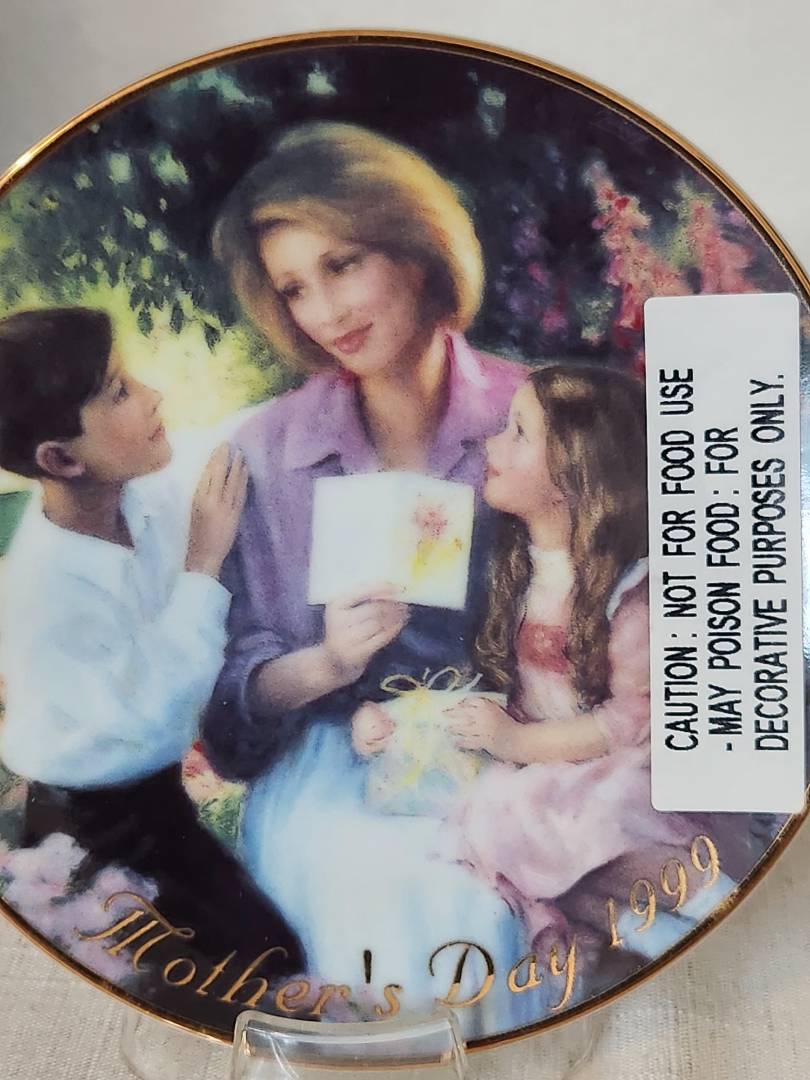 CAUTION: NOT FOR FOOD USE
- MAY POISON FOOD: FOR
DECORATIVE PURPOSES ONLY.
Mother's Day 1999